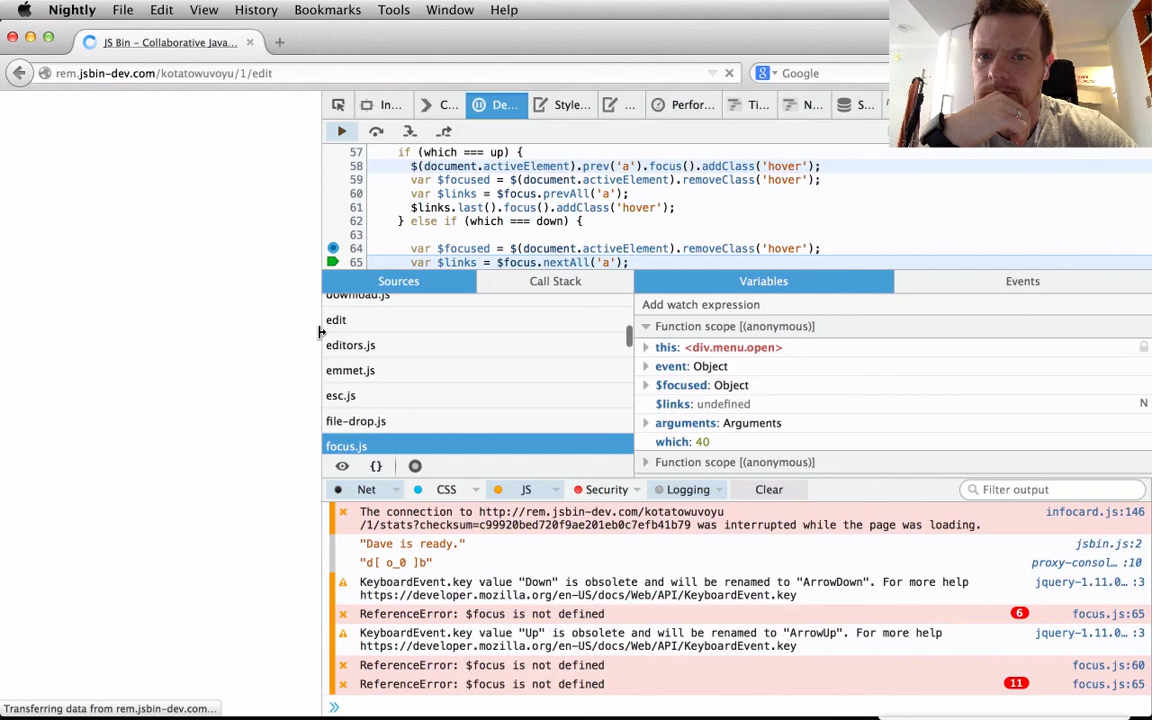 Nightly File Edit View History Bookmarks Tools Window Help
JS Bin – Collaborative Java...
rem.jsbin-dev.com/kotatowuvoyu/1/edit
Google
In... C... De... Style... ... Perfor... Ti... N... S...
57 if (which === up) {
58 $(document.activeElement).prev('a').focus().addClass('hover');
59 var $focused = $(document.activeElement).removeClass('hover');
60 var $links = $focus.prevAll('a');
61 $links.last().focus().addClass('hover');
62 } else if (which === down) {
63
64 var $focused = $(document.activeElement).removeClass('hover');
65 var $links = $focus.nextAll('a');
Sources Call Stack Variables Events
download.js
edit
editors.js
emmet.js
esc.js
file-drop.js
focus.js
{}
Add watch expression
Function scope [(anonymous)]
this: <div.menu.open>
event: Object
$focused: Object
$links: undefined N
arguments: Arguments
which: 40
Function scope [(anonymous)]
Net CSS JS Security Logging Clear Filter output
The connection to http://rem.jsbin-dev.com/kotatowuvoyu infocard.js:146
/1/stats?checksum=c99920bed720f9ae201eb0c7efb41b79 was interrupted while the page was loading.
"Dave is ready." jsbin.js:2
"d[ o_0 ]b" proxy-consol... :10
KeyboardEvent.key value "Down" is obsolete and will be renamed to "ArrowDown". For more help jquery-1.11.0... :3
https://developer.mozilla.org/en-US/docs/Web/API/KeyboardEvent.key
ReferenceError: $focus is not defined 6 focus.js:65
KeyboardEvent.key value "Up" is obsolete and will be renamed to "ArrowUp". For more help jquery-1.11.0... :3
https://developer.mozilla.org/en-US/docs/Web/API/KeyboardEvent.key
ReferenceError: $focus is not defined focus.js:60
ReferenceError: $focus is not defined 11 focus.js:65
Transferring data from rem.jsbin-dev.com...